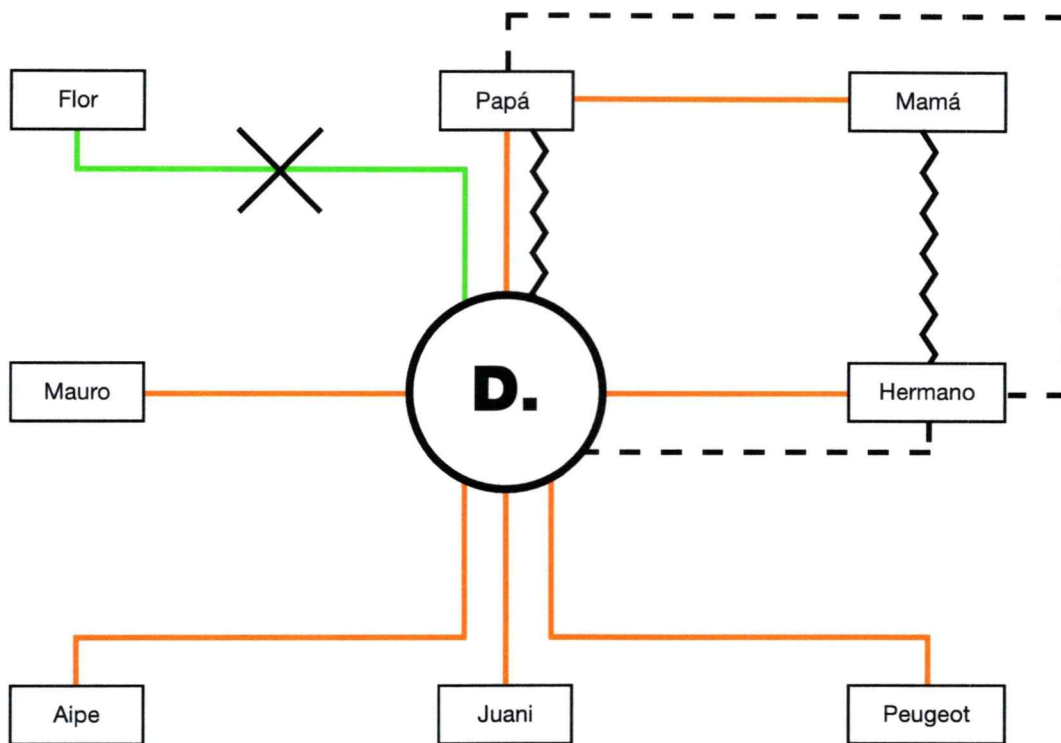 Flor
Papá
Mamá
Mauro
D.
Hermano
Aipe
Juani
Peugeot